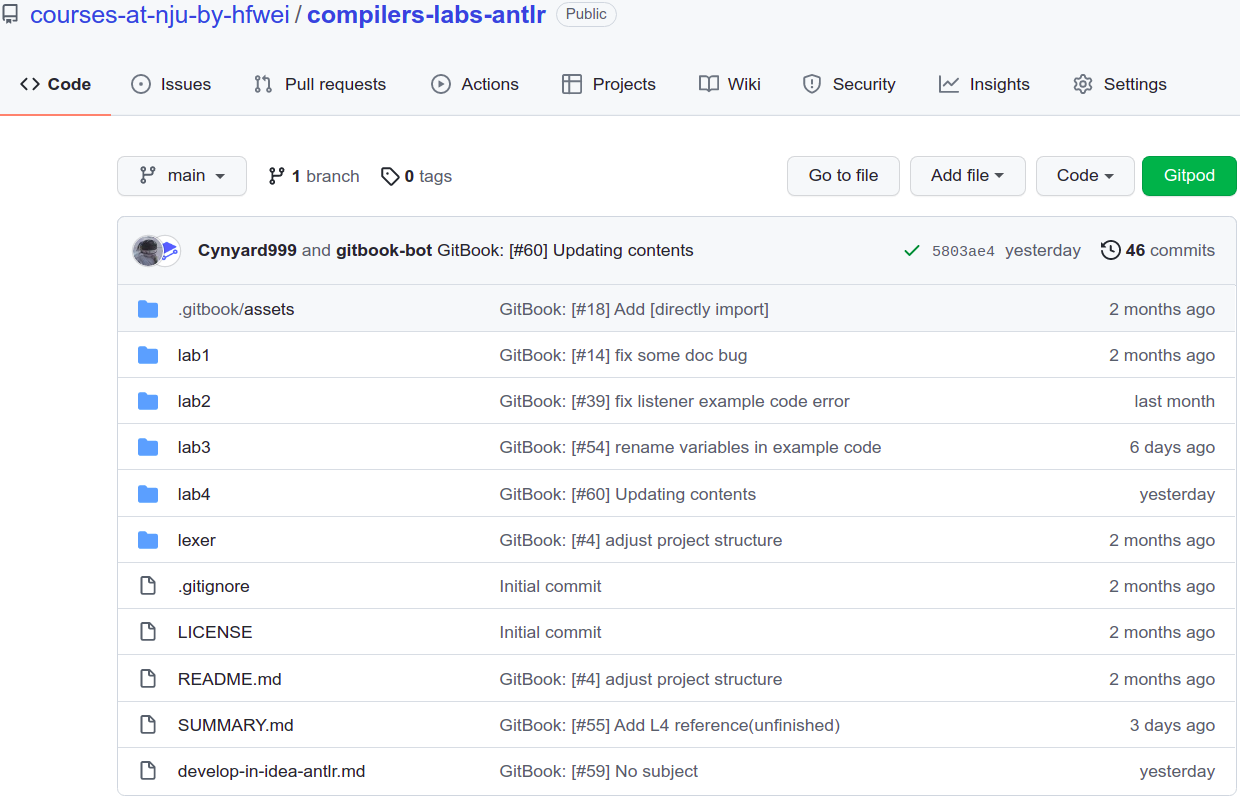 courses-at-nju-by-hfwei / compilers-labs-antlr Public
Code Issues Pull requests Actions Projects Wiki Security Insights Settings
main 1 branch 0 tags Go to file Add file Code Gitpod
Cynyard999 and gitbook-bot GitBook: [#60] Updating contents 5803ae4 yesterday 46 commits
.gitbook/assets GitBook: [#18] Add [directly import] 2 months ago
lab1 GitBook: [#14] fix some doc bug 2 months ago
lab2 GitBook: [#39] fix listener example code error last month
lab3 GitBook: [#54] rename variables in example code 6 days ago
lab4 GitBook: [#60] Updating contents yesterday
lexer GitBook: [#4] adjust project structure 2 months ago
.gitignore Initial commit 2 months ago
LICENSE Initial commit 2 months ago
README.md GitBook: [#4] adjust project structure 2 months ago
SUMMARY.md GitBook: [#55] Add L4 reference(unfinished) 3 days ago
develop-in-idea-antlr.md GitBook: [#59] No subject yesterday